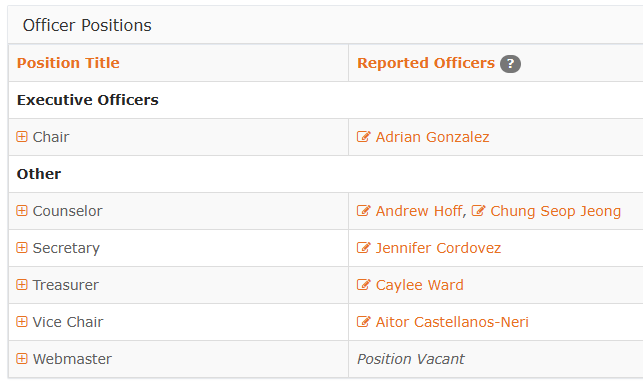 Officer Positions
Position Title Reported Officers ?
Executive Officers
Chair Adrian Gonzalez
Other
Counselor Andrew Hoff, Chung Seop Jeong
Secretary Jennifer Cordovez
Treasurer Caylee Ward
Vice Chair Aitor Castellanos-Neri
Webmaster Position Vacant